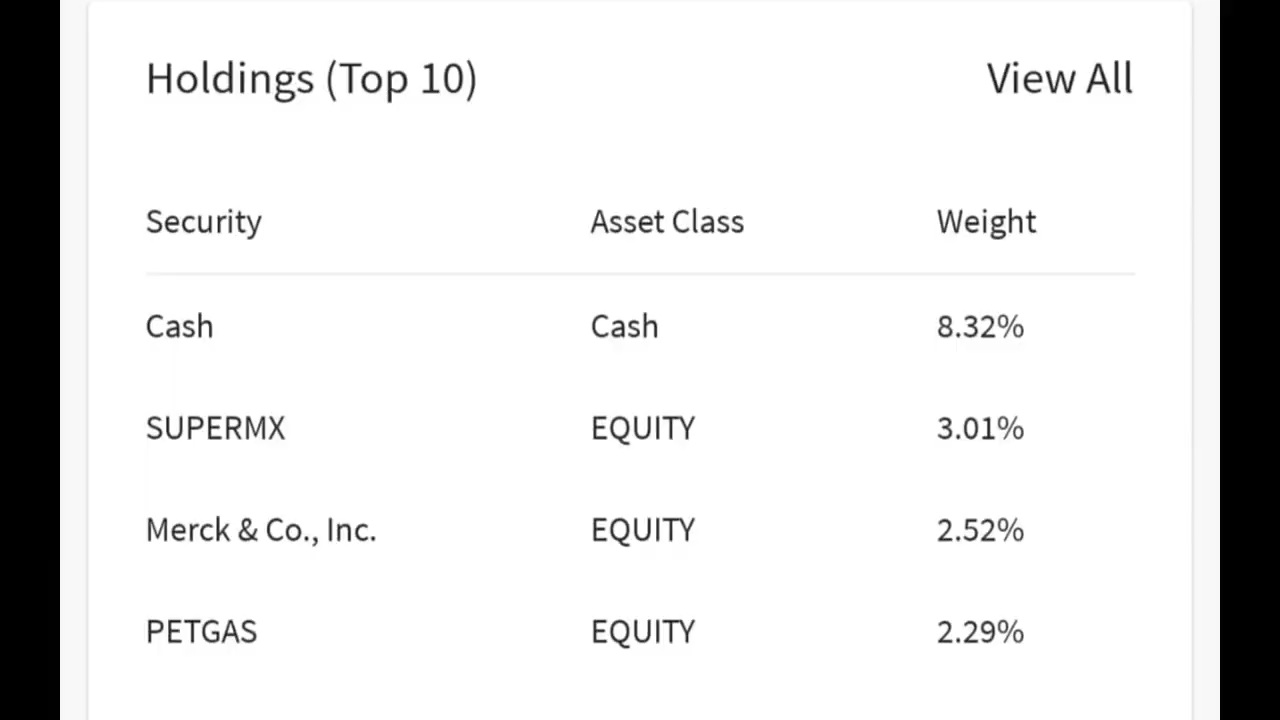 Holdings (Top 10) View All
Security Asset Class Weight
Cash Cash 8.32%
SUPERMX EQUITY 3.01%
Merck & Co., Inc. EQUITY 2.52%
PETGAS EQUITY 2.29%